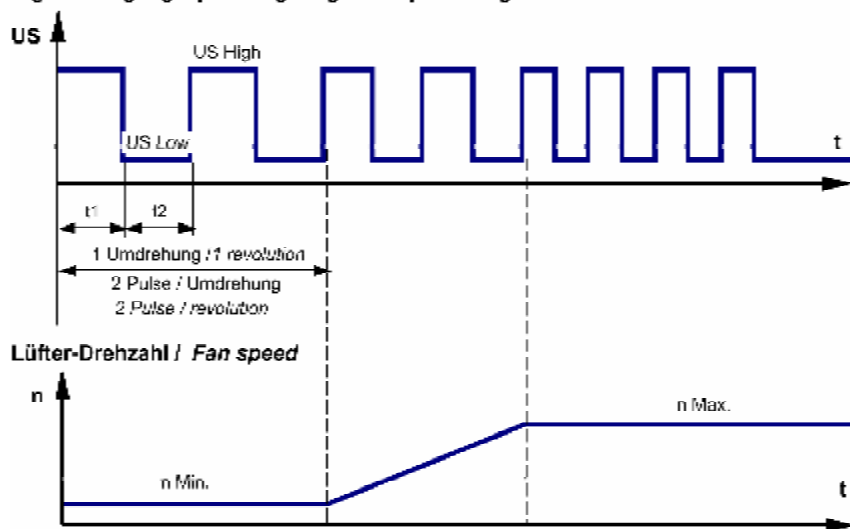 US
US High
US Low
t
t1
t2
1 Umdrehung / 1 revolution
2 Pulse / Umdrehung
2 Pulse / revolution
Lüfter-Drehzahl / Fan speed
n
n Max.
n Min.
t